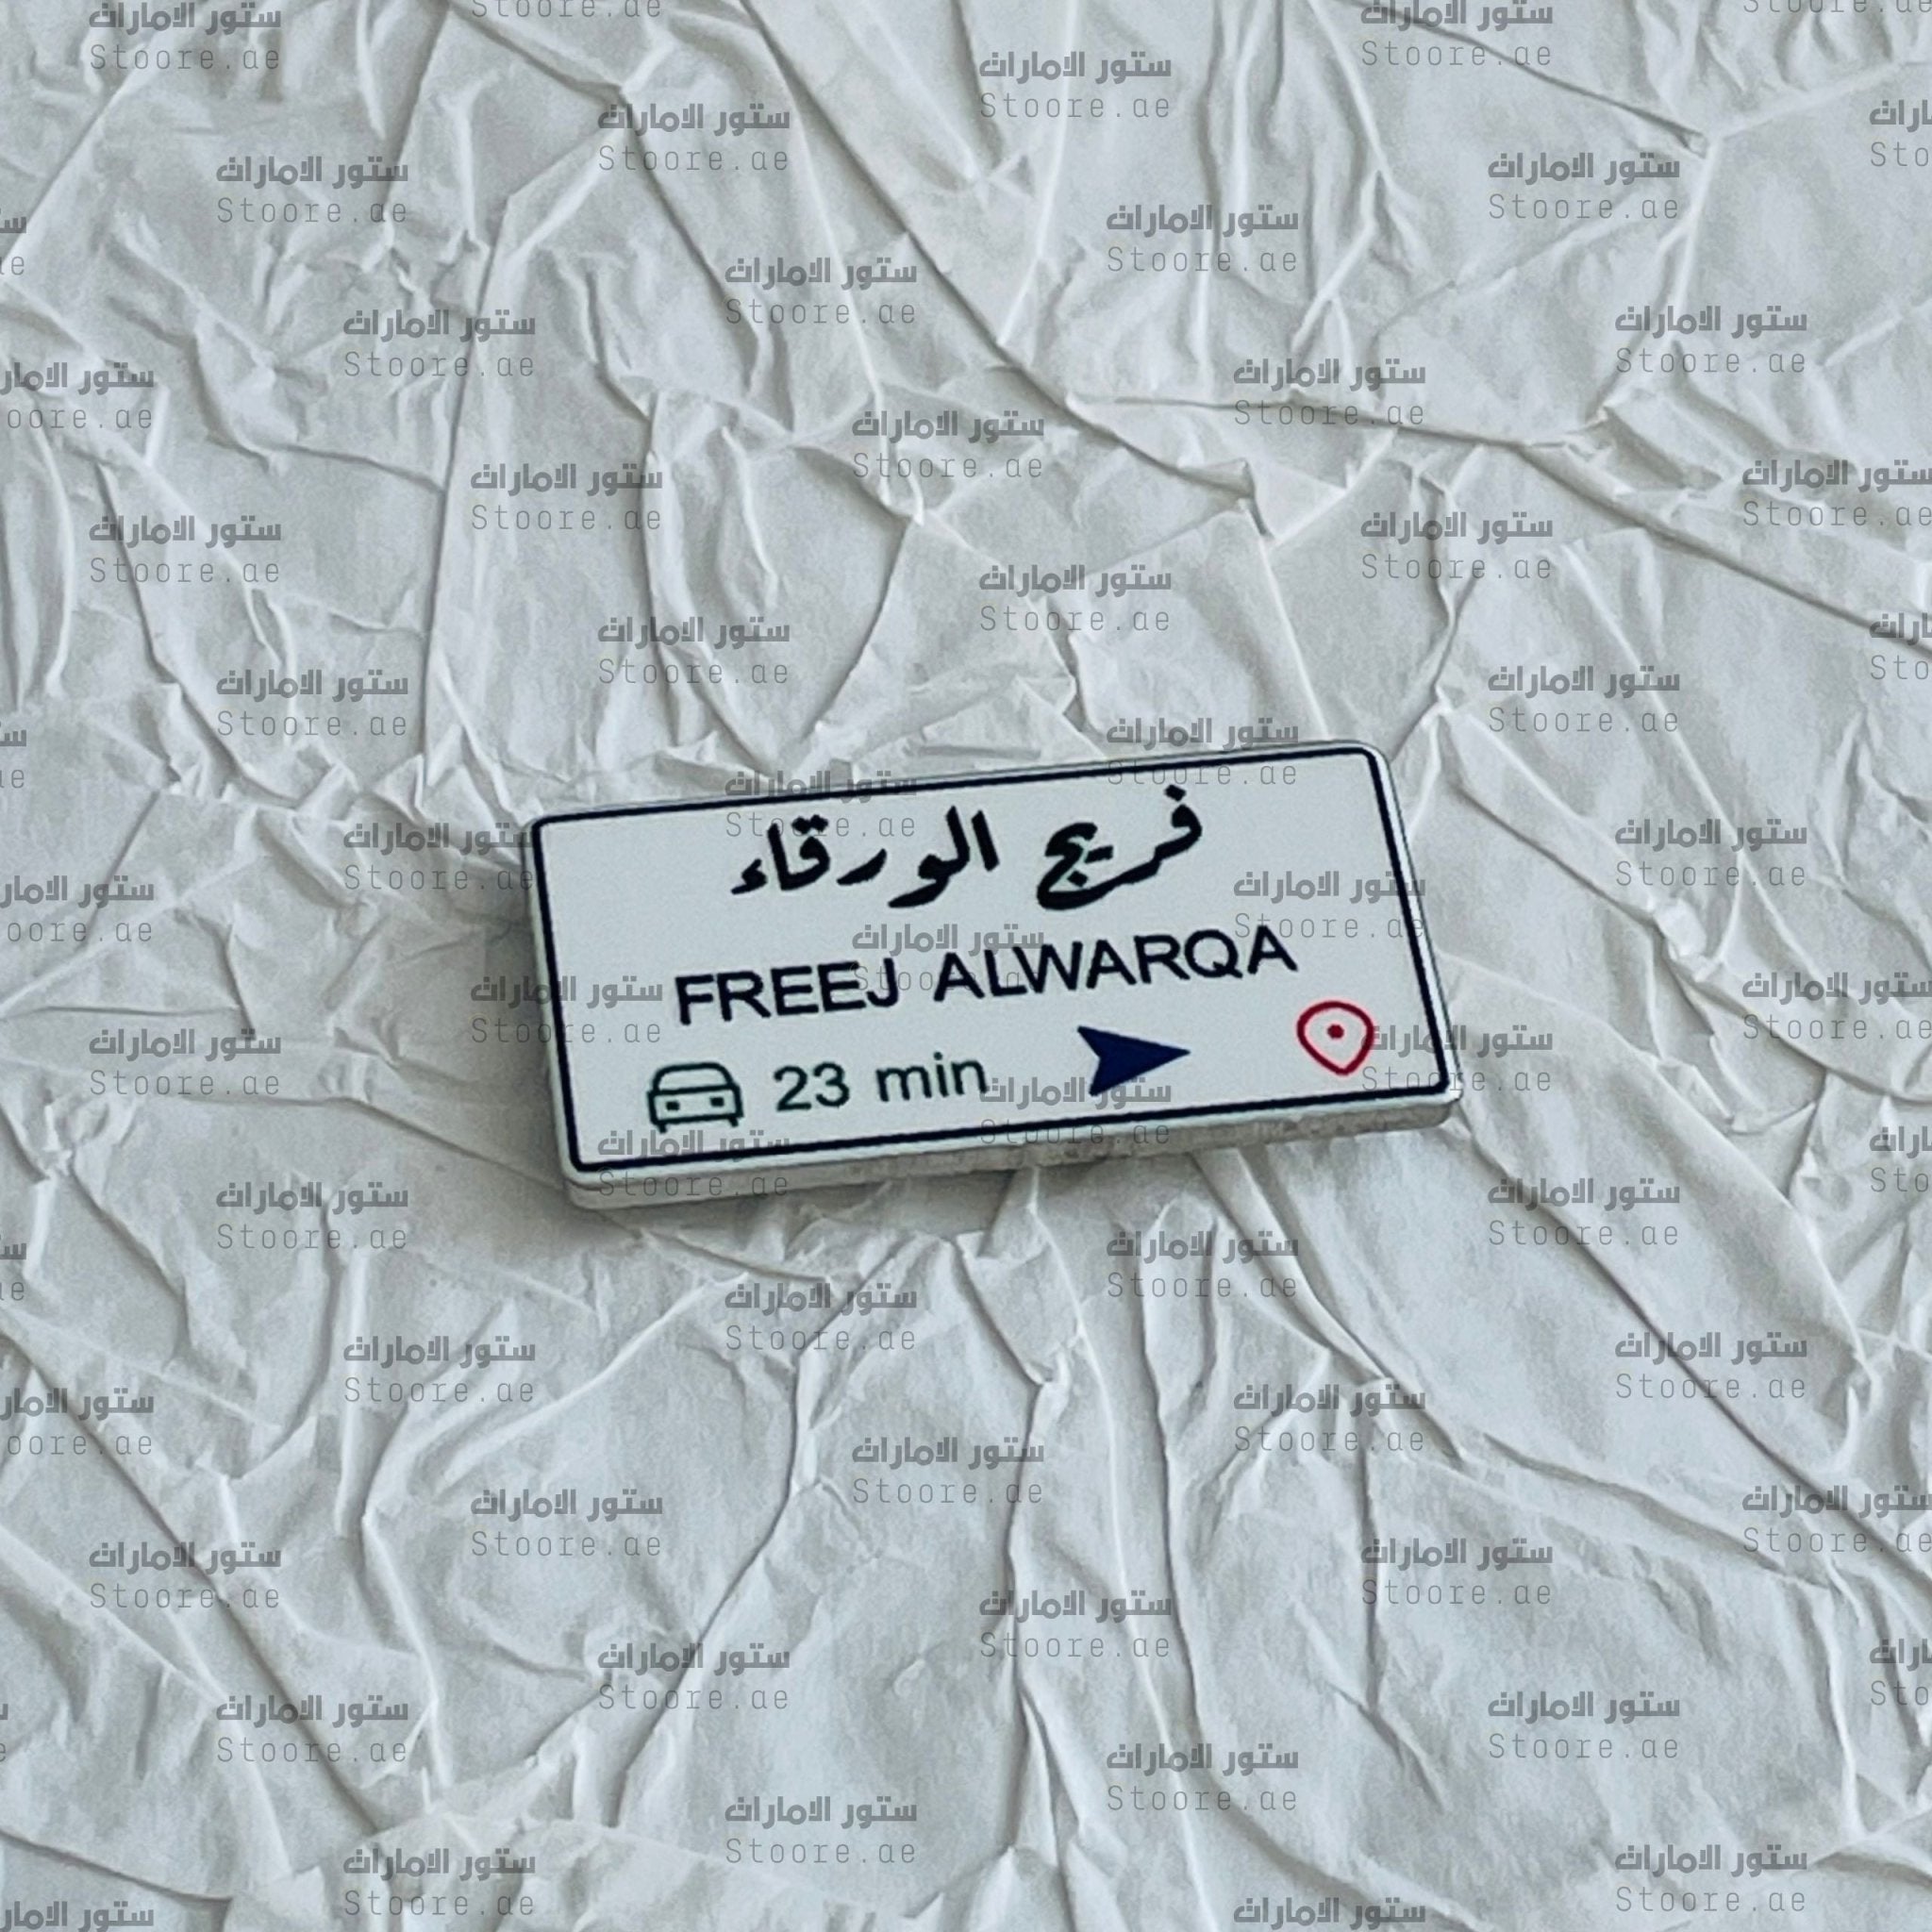 فريج الورقاء
FREEJ ALWARQA
23 min
ستور الامارات
Stoore.ae